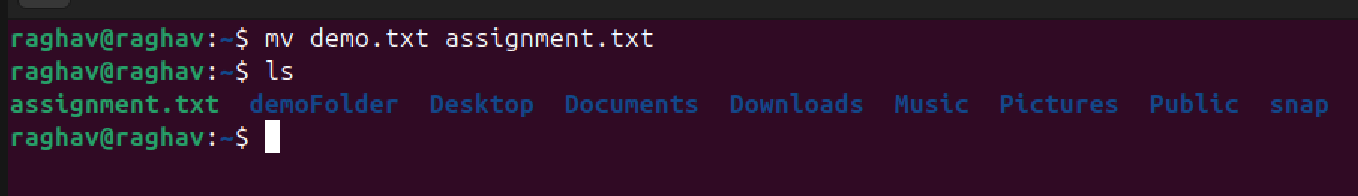 raghav@raghav:~$ mv demo.txt assignment.txt
raghav@raghav:~$ ls
assignment.txt  demoFolder  Desktop  Documents  Downloads  Music  Pictures  Public  snap
raghav@raghav:~$